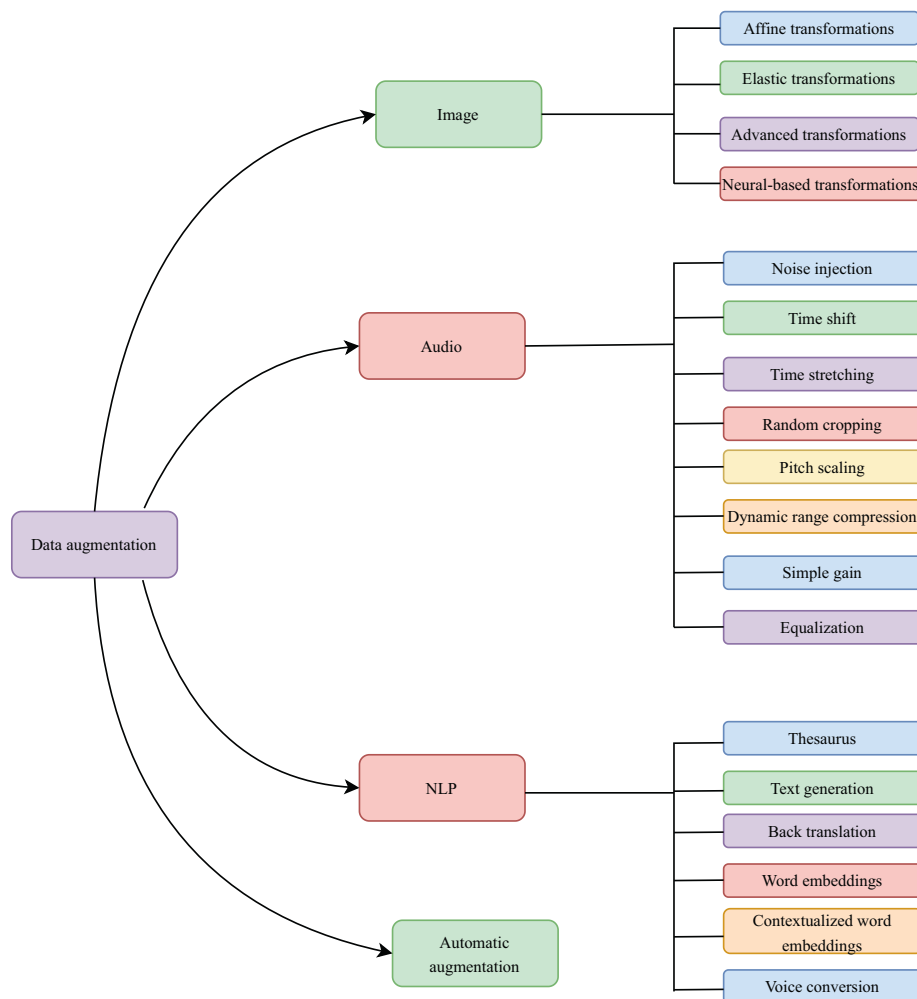 Affine transformations
Elastic transformations
Image
Advanced transformations
Neural-based transformations
Noise injection
Time shift
Audio
Time stretching
Random cropping
Pitch scaling
Dynamic range compression
Data augmentation
Simple gain
Equalization
Thesaurus
NLP
Text generation
Back translation
Word embeddings
Contextualized word
embeddings
Automatic
augmentation
Voice conversion